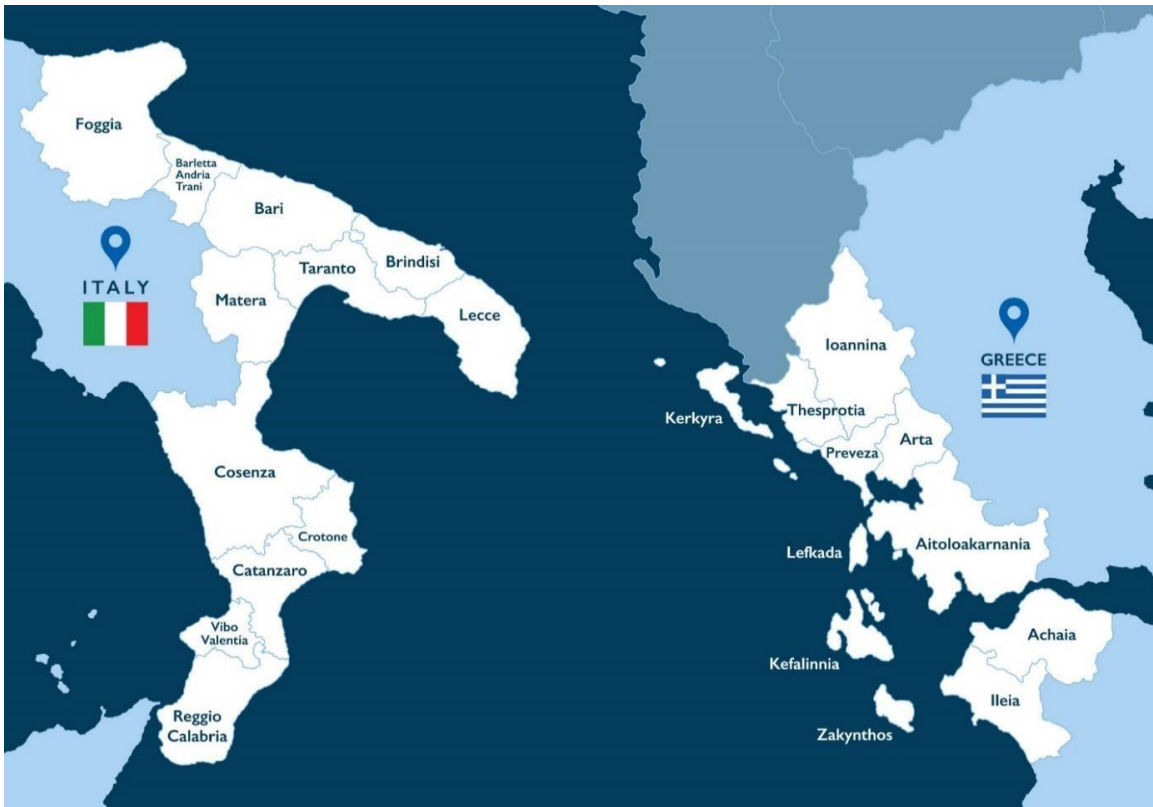 Foggia
Barletta
Andria
Trani
Bari
Brindisi
Taranto
Matera
Lecce
ITALY
Cosenza
Crotone
Catanzaro
Vibo
Valentia
Reggio
Calabria
Ioannina
GREECE
Kerkyra
Thesprotia
Arta
Preveza
Lefkada
Aitoloakarnania
Kefalinnia
Achaia
Ileia
Zakynthos